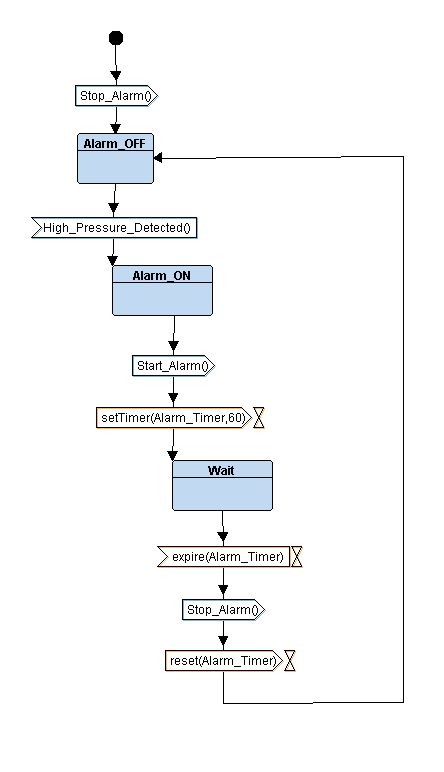 Stop_Alarm()
Alarm_OFF
High_Pressure_Detected()
Alarm_ON
Start_Alarm()
setTimer(Alarm_Timer,60)
Wait
expire(Alarm_Timer)
Stop_Alarm()
reset(Alarm_Timer)